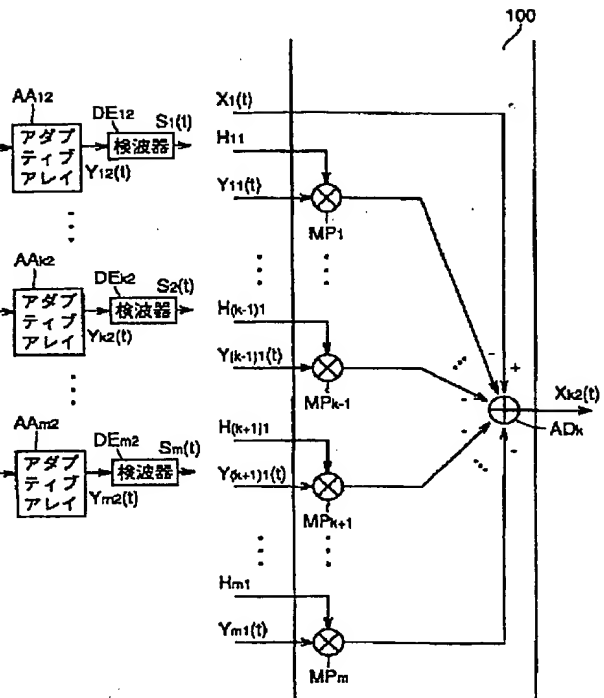 100
AA12
アダプ
ティブ
アレイ
DE12
検波器
S1(t)
Y12(t)
AAk2
アダプ
ティブ
アレイ
DEk2
検波器
S2(t)
Yk2(t)
AAm2
アダプ
ティブ
アレイ
DEm2
検波器
Sm(t)
Ym2(t)
X1(t)
H11
Y11(t)
MP1
H(k-1)1
Y(k-1)1(t)
MPk-1
H(k+1)1
Y(k+1)1(t)
MPk+1
Hm1
Ym1(t)
MPm
-
+
-
-
-
Xk2(t)
ADk